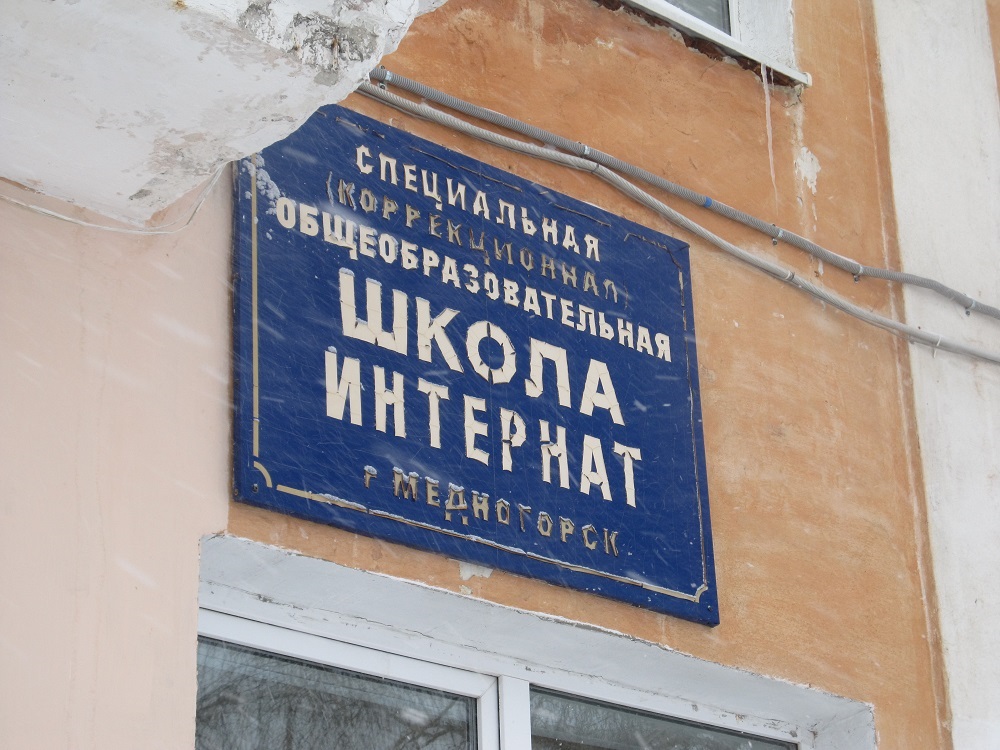 СПЕЦИАЛЬНАЯ
(КОРРЕКЦИОННАЯ)
ОБЩЕОБРАЗОВАТЕЛЬНАЯ
ШКОЛА
ИНТЕРНАТ
г МЕДНОГОРСК